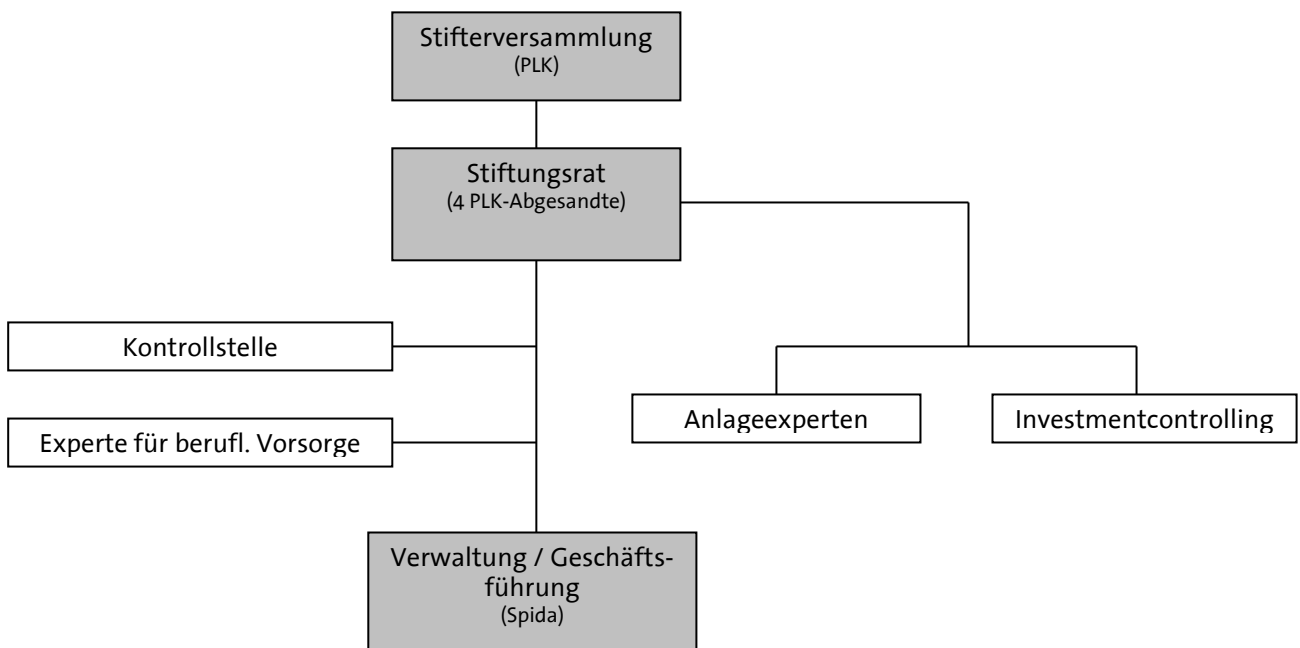 Stifterversammlung
(PLK)
Stiftungsrat
(4 PLK-Abgesandte)
Kontrollstelle
Anlageexperten
Investmentcontrolling
Experte für berufl. Vorsorge
Verwaltung / Geschäfts-
führung
(Spida)